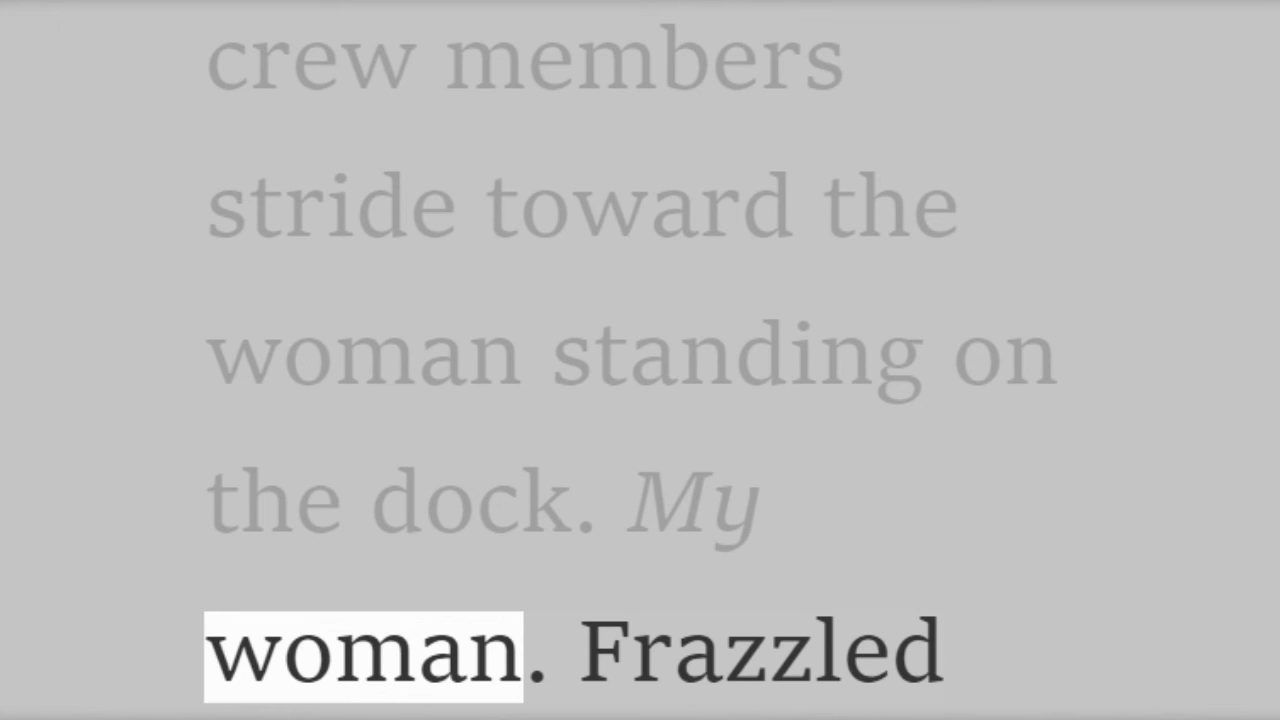 crew members
stride toward the
woman standing on
the dock. My
woman. Frazzled